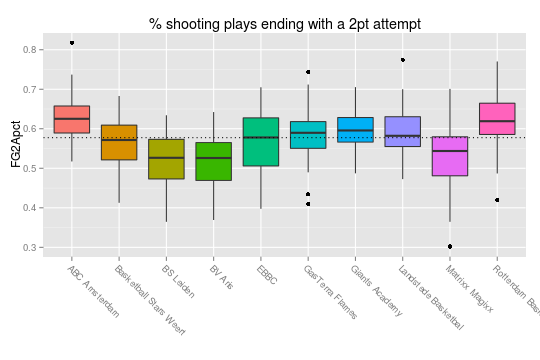 % shooting plays ending with a 2pt attempt
FG2Apct
0.8
0.7
0.6
0.5
0.4
0.3
ABC Amsterdam
Basketball Stars Weert
BS Leiden
BV Aris
EBBC
GasTerra Flames
Giants Academy
Landstede Basketbal
Matrixx Magixx
Rotterdam Bas